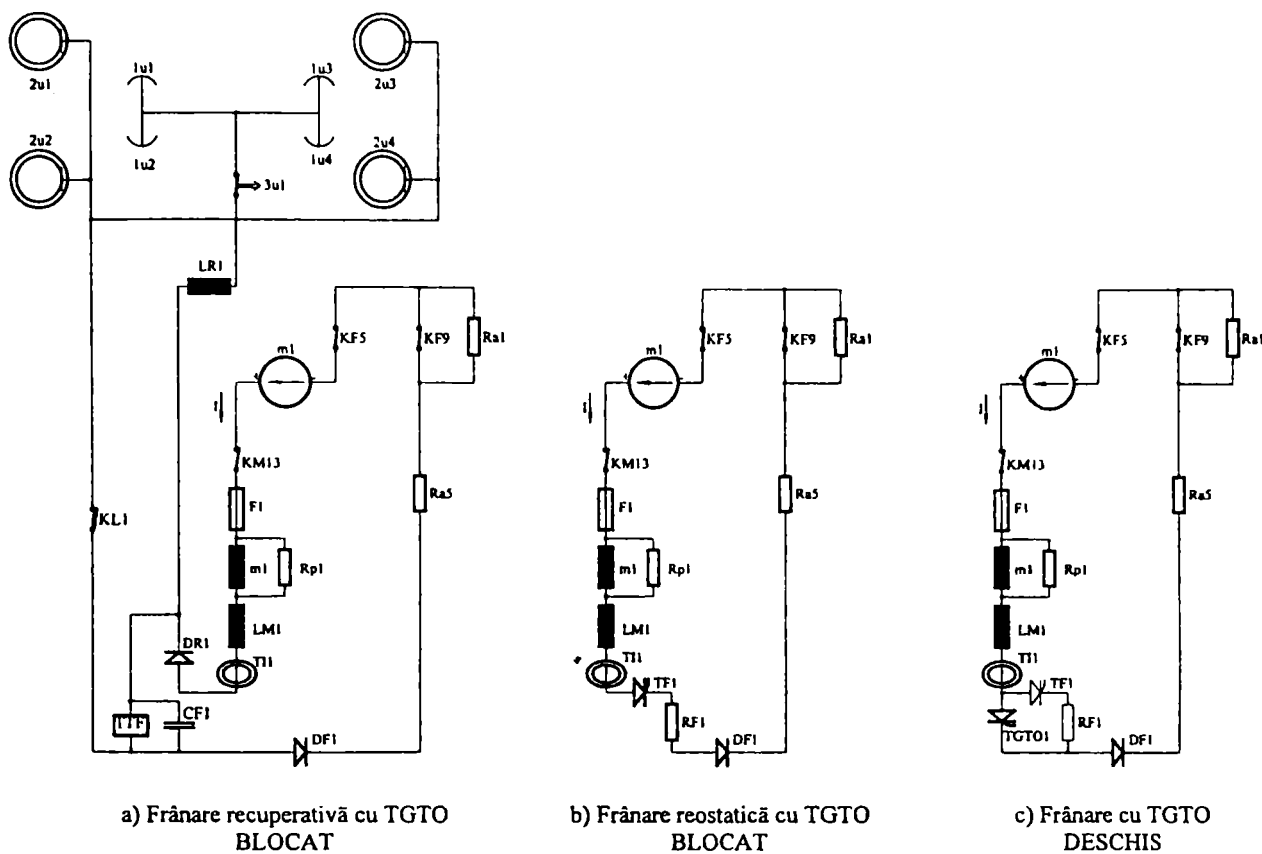 2u1
1u1
1u3
2u3
2u2
1u2
1u4
2u4
3u1
LR1
m1
KF5
KF9
Ra1
I
KM13
F1
m1
Rp1
Ra5
KL1
LM1
DR1
TI1
TTF1
CF1
DF1
a) Frânare recuperativă cu TGTO
BLOCAT
m1
KF5
KF9
Ra1
I
KM13
F1
m1
Rp1
Ra5
LM1
TI1
TF1
RF1
DF1
b) Frânare reostatică cu TGTO
BLOCAT
m1
KF5
KF9
Ra1
I
KM13
F1
m1
Rp1
Ra5
LM1
TI1
TF1
TGTO1
RF1
DF1
c) Frânare cu TGTO
DESCHIS